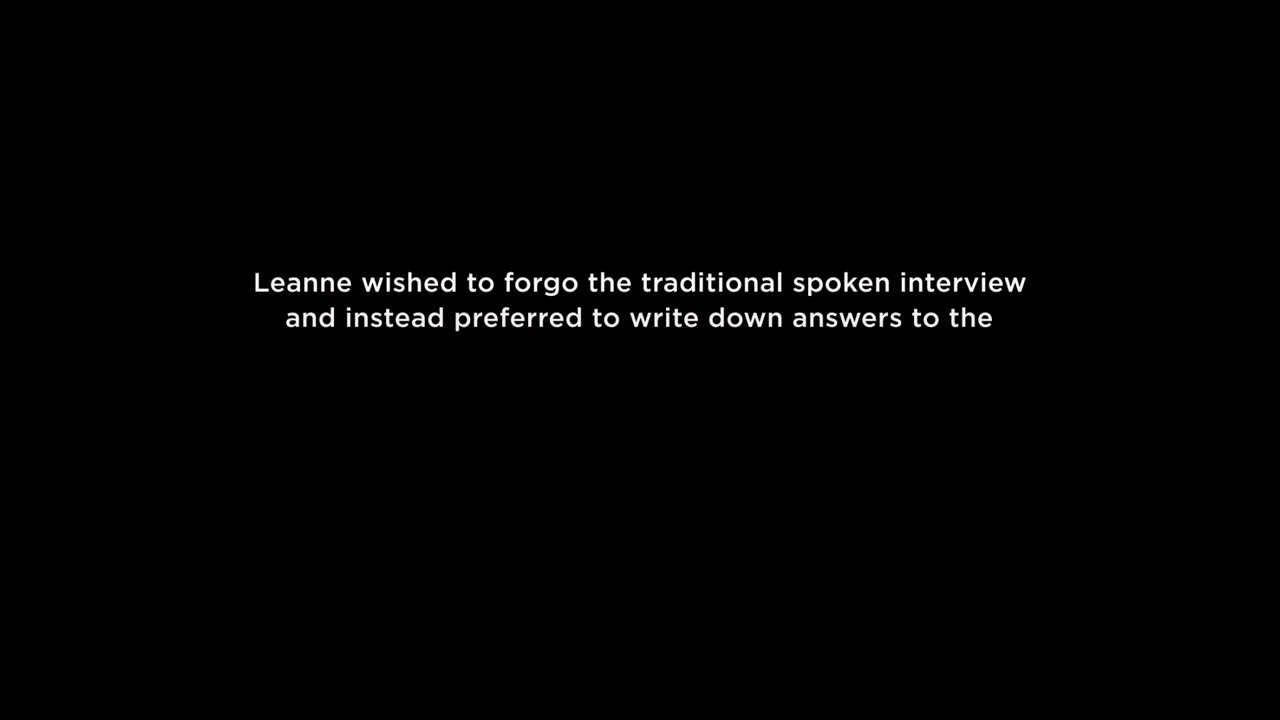 Leanne wished to forgo the traditional spoken interview
and instead preferred to write down answers to the